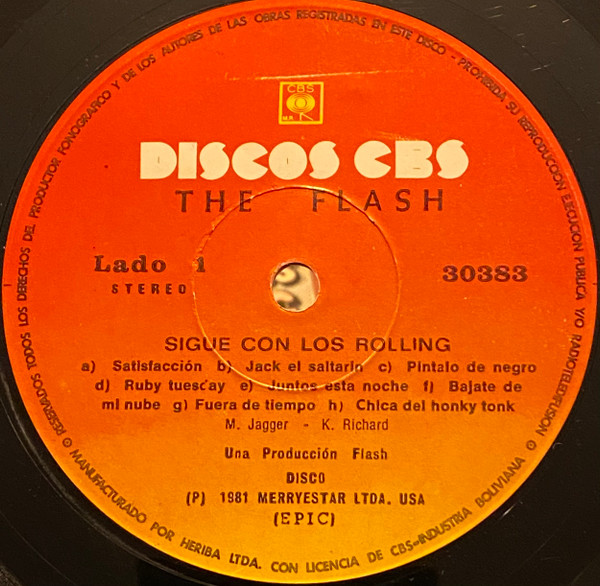 RESERVADOS TODOS LOS DERECHOS DEL PRODUCTOR FONOGRAFICO Y DE LOS AUTORES DE LAS OBRAS REGISTRADAS EN ESTE DISCO - PROHIBIDA SU REPRODUCCION EJECUCION PUBLICA Y/O RADIOTELEDIFUSION
CBS
M.R.
DISCOS CBS
THE FLASH
Lado 1
30383
STEREO
SIGUE CON LOS ROLLING
a) Satisfacción b) Jack el saltarin c) Pintalo de negro
d) Ruby tuesday e) Juntos esta noche f) Bajate de
mi nube g) Fuera de tiempo h) Chica del honky tonk
M. Jagger - K. Richard
Una Producción Flash
DISCO
(P) 1981 MERRYESTAR LTDA. USA
(EPIC)
MANUFACTURADO POR HERIBA LTDA. CON LICENCIA DE CBS-INDUSTRIA BOLIVIANA